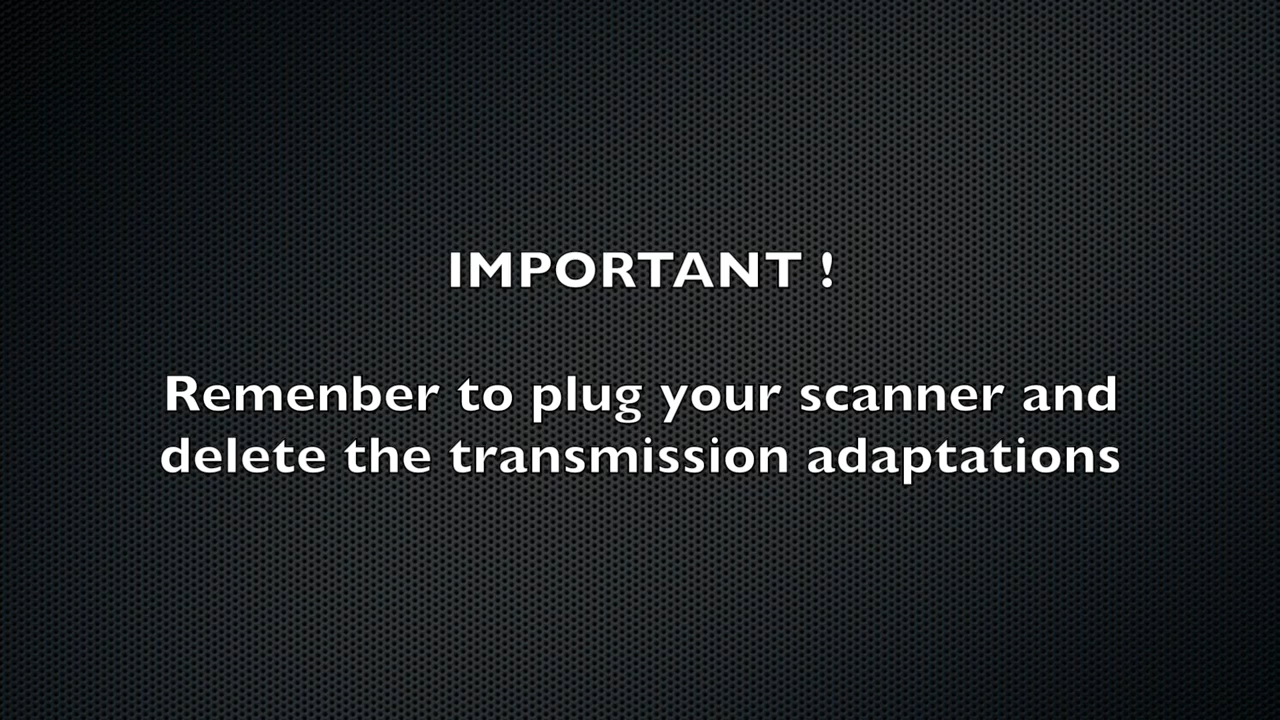 IMPORTANT !
Remenber to plug your scanner and
delete the transmission adaptations